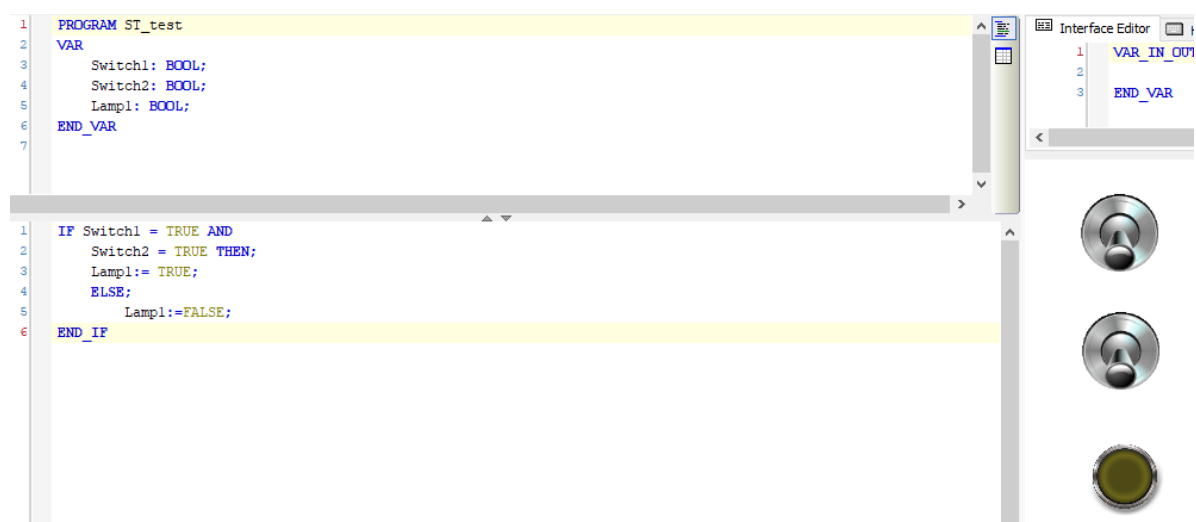 1 PROGRAM ST_test
2 VAR
3 Switch1: BOOL;
4 Switch2: BOOL;
5 Lamp1: BOOL;
6 END_VAR
7
1 IF Switch1 = TRUE AND
2 Switch2 = TRUE THEN;
3 Lamp1:= TRUE;
4 ELSE;
5 Lamp1:=FALSE;
6 END_IF
Interface Editor
1 VAR_IN_OUT
2
3 END_VAR